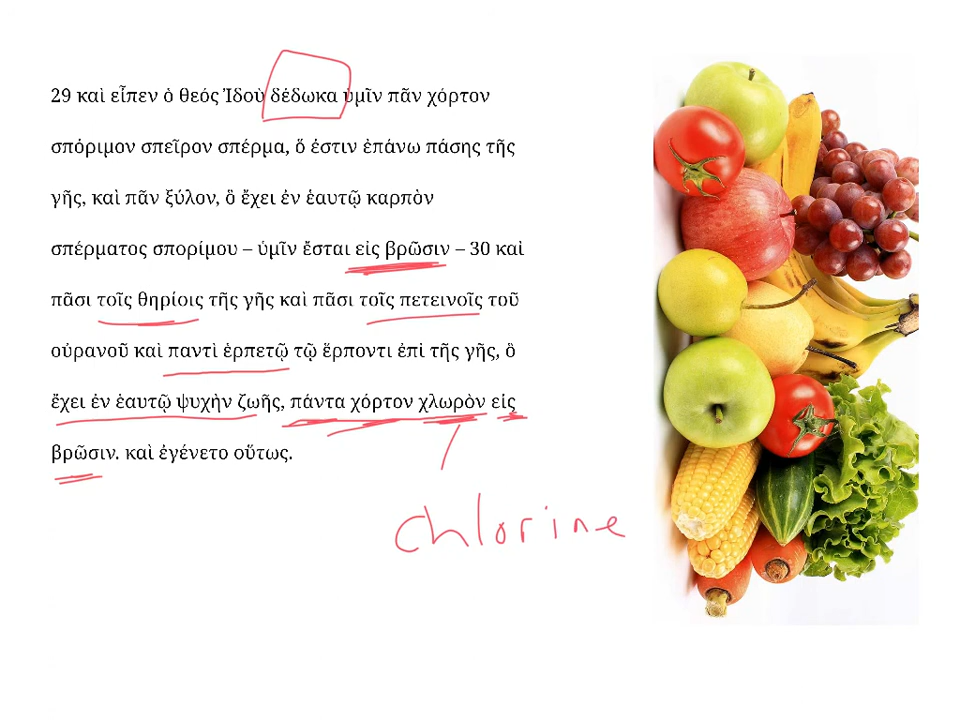 29 καὶ εἶπεν ὁ θεός Ἰδοὺ δέδωκα ὑμῖν πᾶν χόρτον
σπόριμον σπεῖρον σπέρμα, ὅ ἐστιν ἐπάνω πάσης τῆς
γῆς, καὶ πᾶν ξύλον, ὃ ἔχει ἐν ἑαυτῷ καρπὸν
σπέρματος σπορίμου – ὑμῖν ἔσται εἰς βρῶσιν – 30 καὶ
πᾶσι τοῖς θηρίοις τῆς γῆς καὶ πᾶσι τοῖς πετεινοῖς τοῦ
οὐρανοῦ καὶ παντὶ ἑρπετῷ τῷ ἕρποντι ἐπὶ τῆς γῆς, ὃ
ἔχει ἐν ἑαυτῷ ψυχὴν ζωῆς, πάντα χόρτον χλωρὸν εἰς
βρῶσιν. καὶ ἐγένετο οὕτως.
chlorine